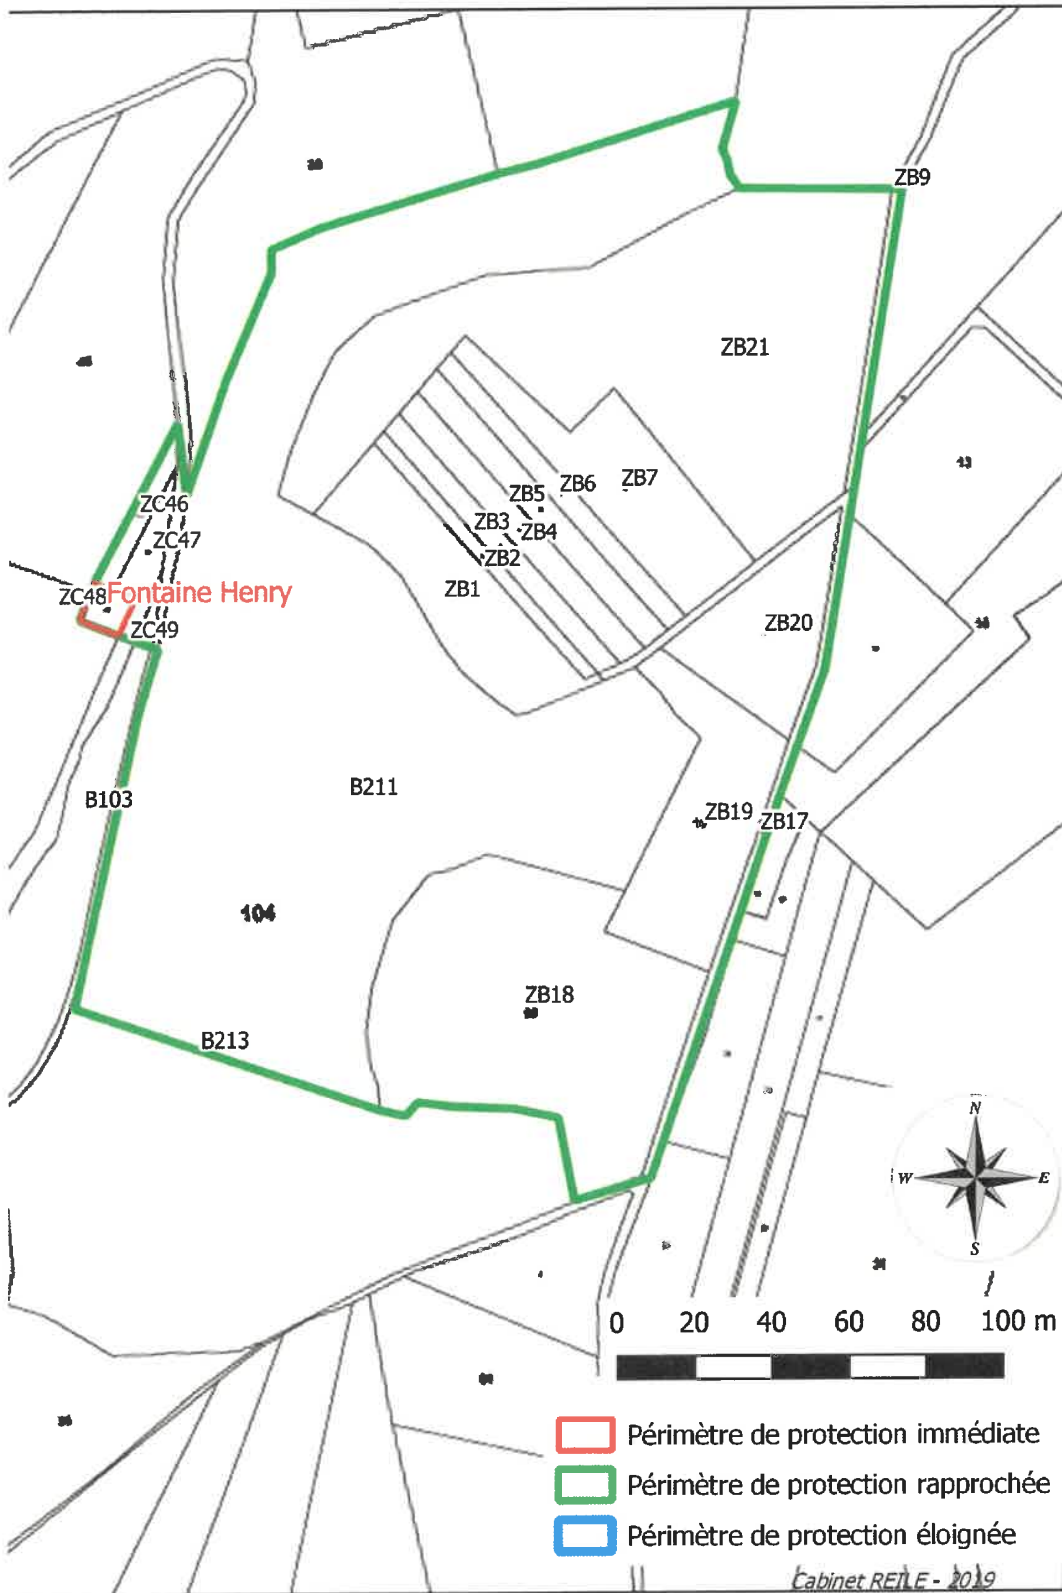 ZB9
ZB21
ZB6
ZB7
ZB5
ZC46
ZB3
ZB4
ZC47
ZB2
ZB1
ZC48
Fontaine Henry
ZB20
ZC49
B211
B103
ZB19
ZB17
104
ZB18
B213
N
W
E
S
0 20 40 60 80 100 m
Périmètre de protection immédiate
Périmètre de protection rapprochée
Périmètre de protection éloignée
Cabinet REILE - 2019